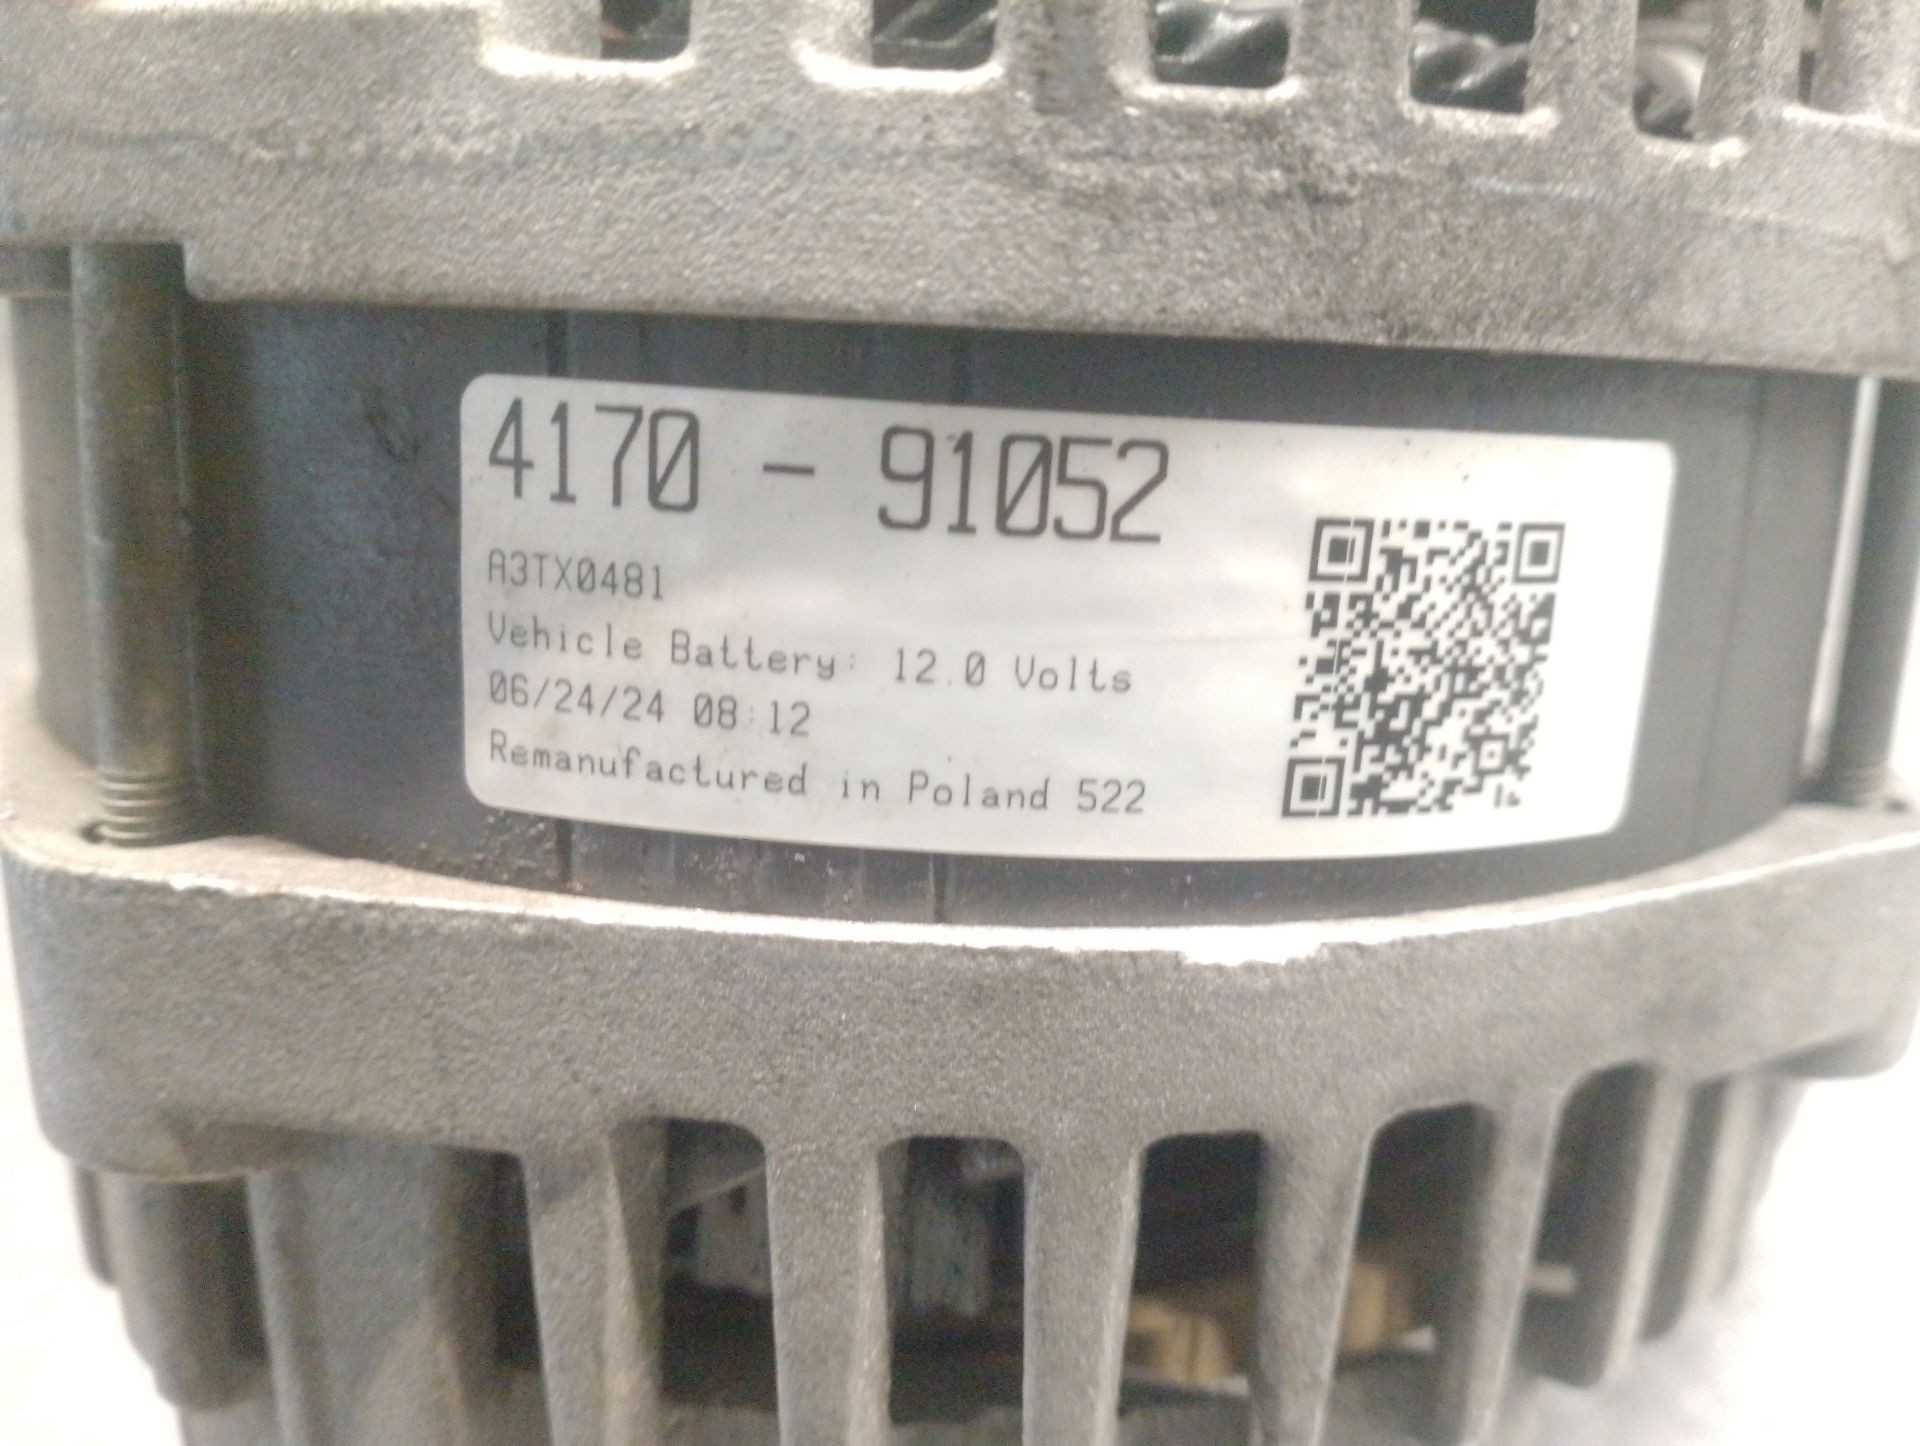 4170 - 91052
A3TX0481
Vehicle Battery: 12.0 Volts
06/24/24 08:12
Remanufactured in Poland 522